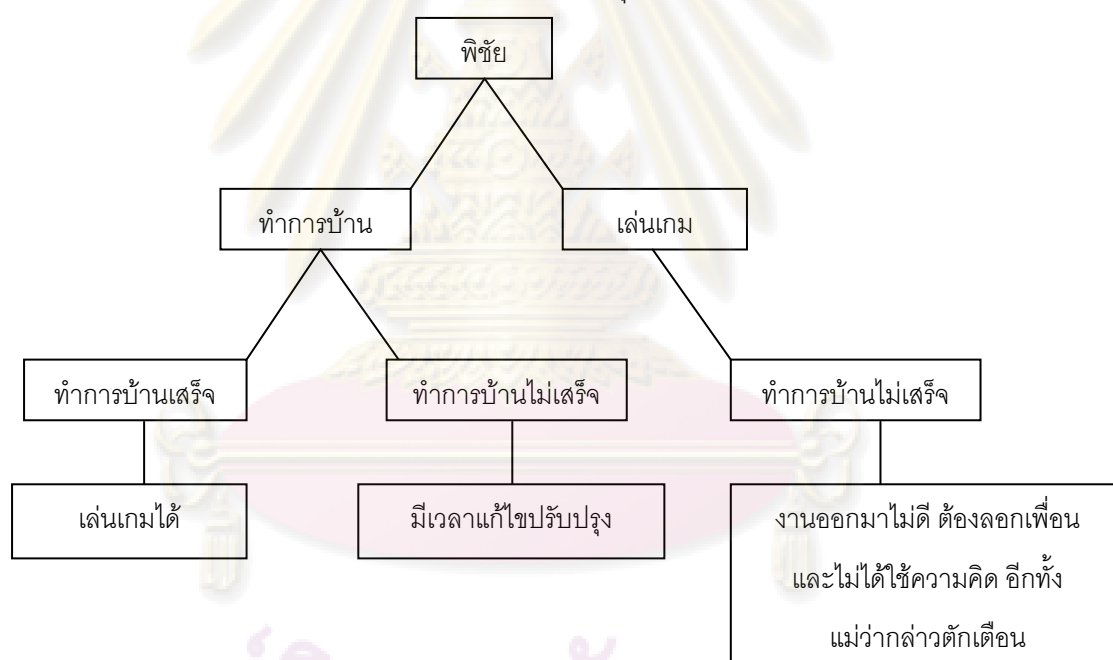 พิชัย
ทำการบ้าน
เล่นเกม
ทำการบ้านเสร็จ
ทำการบ้านไม่เสร็จ
ทำการบ้านไม่เสร็จ
เล่นเกมได้
มีเวลาแก้ไขปรับปรุง
งานออกมาไม่ดี ต้องลอกเพื่อน
และไม่ได้ใช้ความคิด อีกทั้ง
แม่ว่ากล่าวตักเตือน